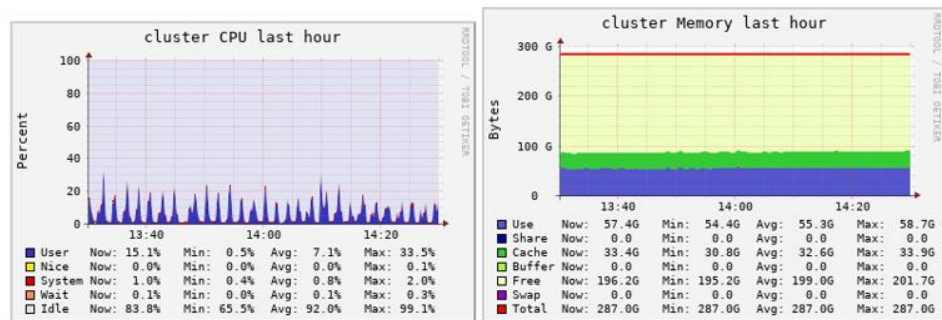 cluster CPU last hour
RRDTOOL / TOBI OETIKER
Percent
100
80
60
40
20
0
13:40 14:00 14:20
User Now: 15.1% Min: 0.5% Avg: 7.1% Max: 33.5%
Nice Now: 0.0% Min: 0.0% Avg: 0.0% Max: 0.1%
System Now: 1.0% Min: 0.4% Avg: 0.8% Max: 2.0%
Wait Now: 0.1% Min: 0.0% Avg: 0.1% Max: 0.3%
Idle Now: 83.8% Min: 65.5% Avg: 92.0% Max: 99.1%
cluster Memory last hour
RRDTOOL / TOBI OETIKER
Bytes
300 G
200 G
100 G
0
13:40 14:00 14:20
Use Now: 57.4G Min: 54.4G Avg: 55.3G Max: 58.7G
Share Now: 0.0 Min: 0.0 Avg: 0.0 Max: 0.0
Cache Now: 33.4G Min: 30.8G Avg: 32.6G Max: 33.9G
Buffer Now: 0.0 Min: 0.0 Avg: 0.0 Max: 0.0
Free Now: 196.2G Min: 195.2G Avg: 199.0G Max: 201.7G
Swap Now: 0.0 Min: 0.0 Avg: 0.0 Max: 0.0
Total Now: 287.0G Min: 287.0G Avg: 287.0G Max: 287.0G